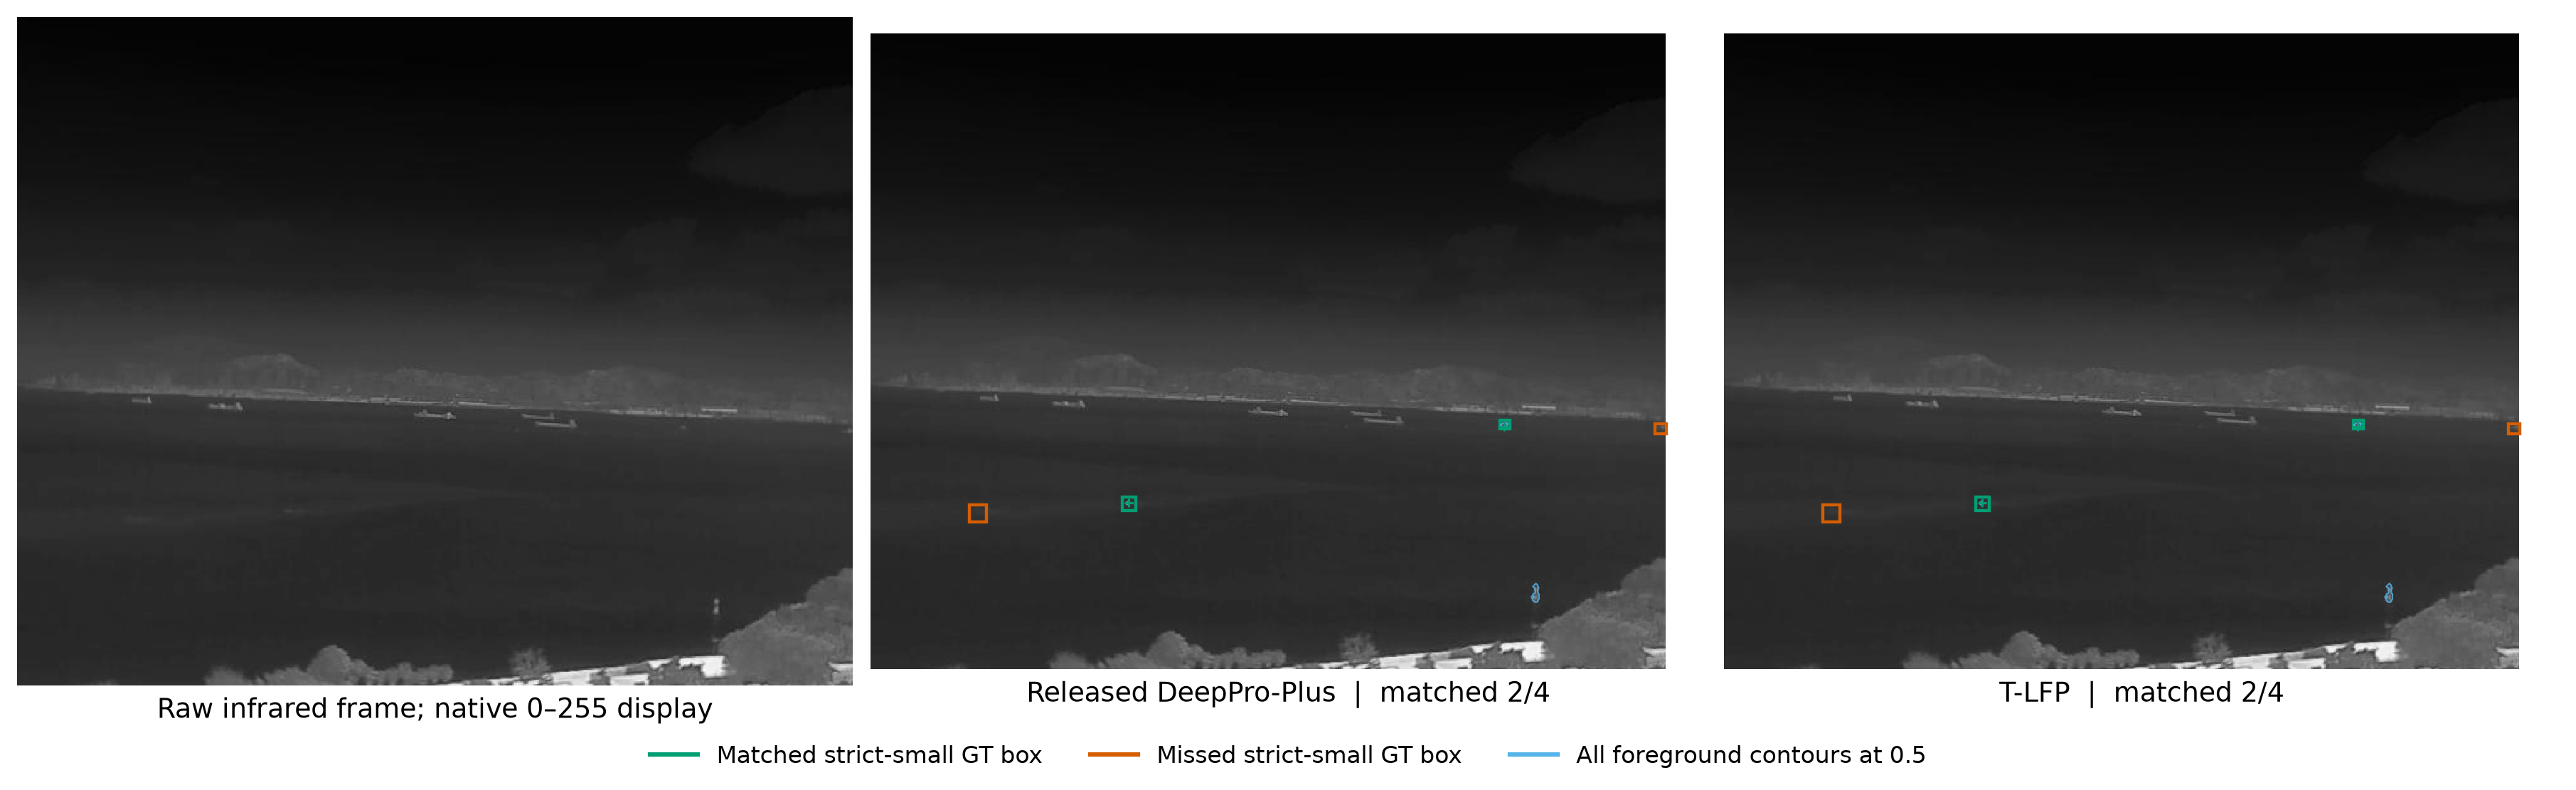 Raw infrared frame; native 0–255 display
Released DeepPro-Plus | matched 2/4
T-LFP | matched 2/4
Matched strict-small GT box
Missed strict-small GT box
All foreground contours at 0.5